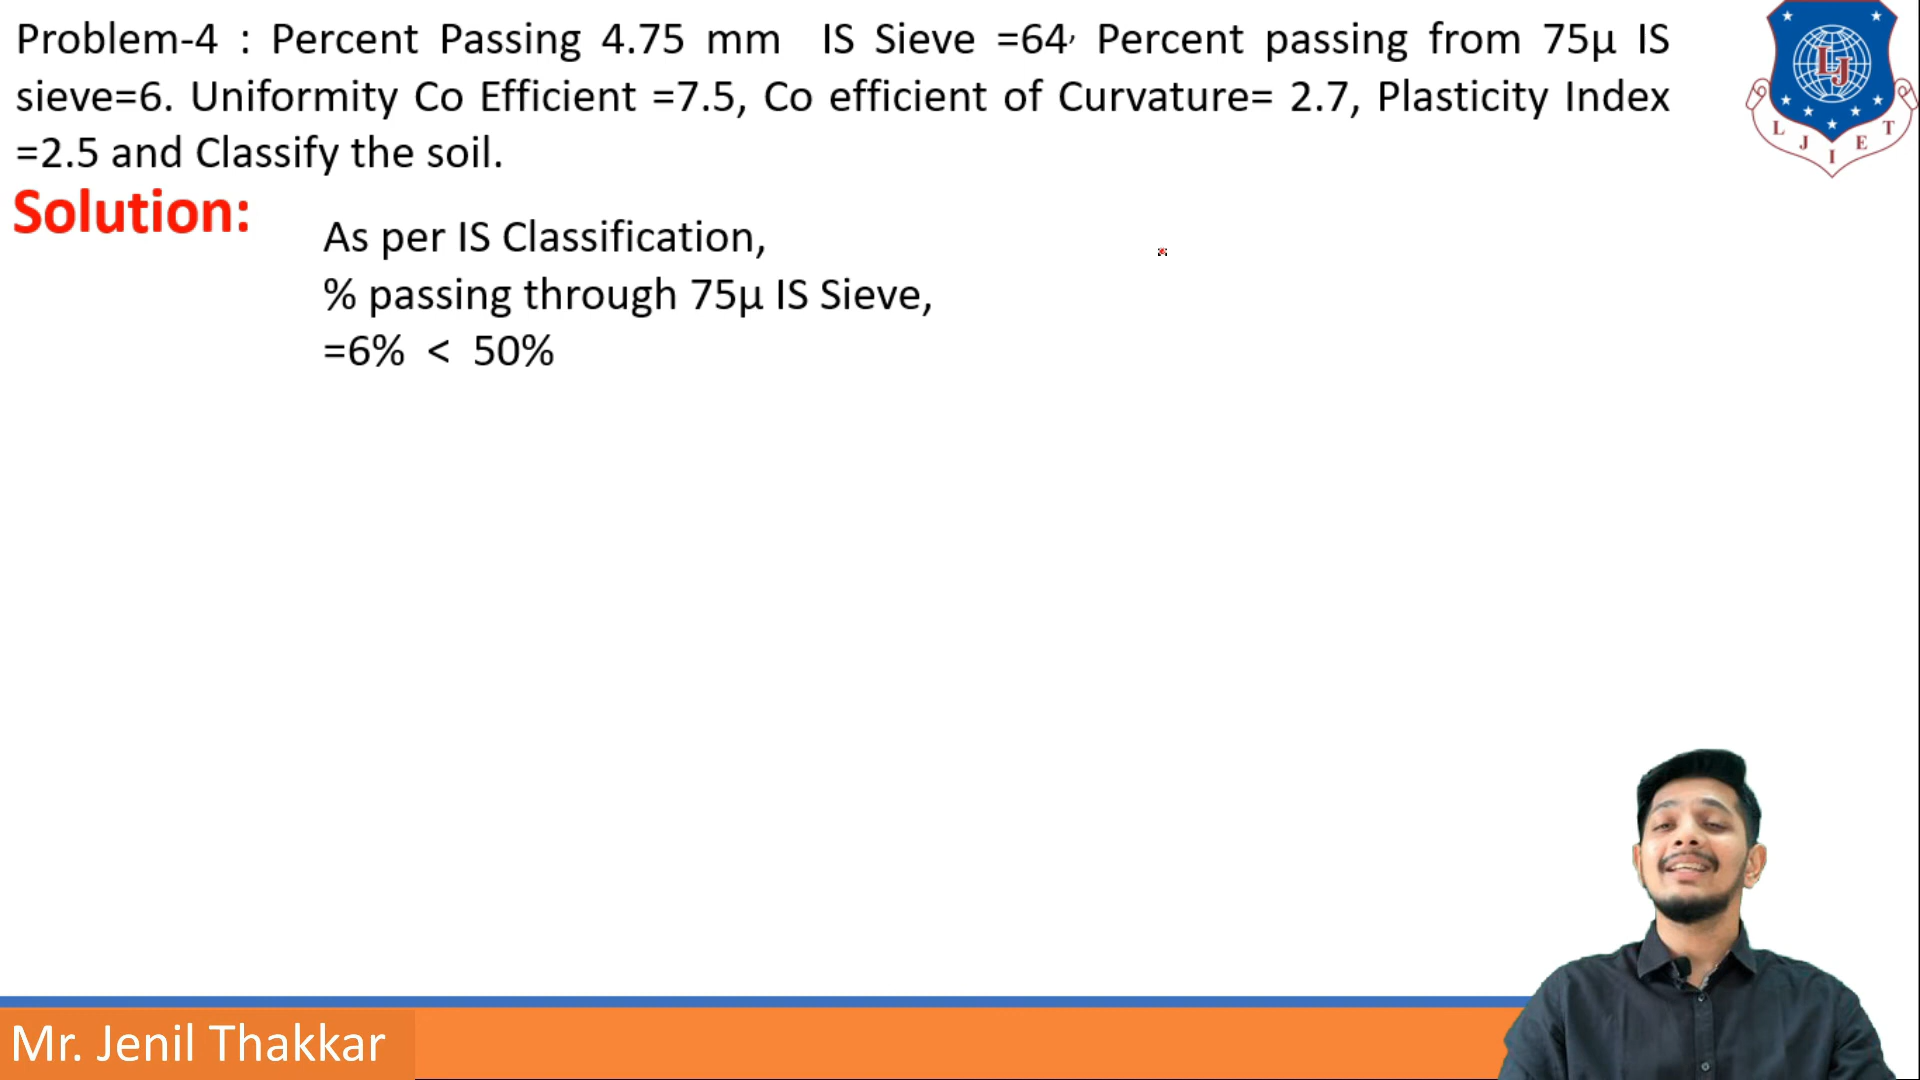 Problem-4 : Percent Passing 4.75 mm IS Sieve =64, Percent passing from 75µ IS
sieve=6. Uniformity Co Efficient =7.5, Co efficient of Curvature= 2.7, Plasticity Index
=2.5 and Classify the soil.
Solution:
As per IS Classification,
% passing through 75µ IS Sieve,
=6% < 50%
LJ
L J I E T
Mr. Jenil Thakkar